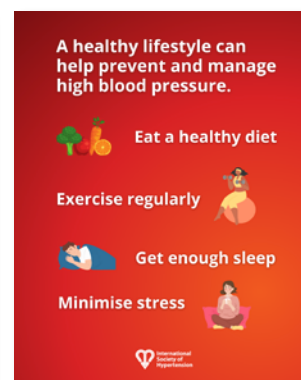 A healthy lifestyle can
help prevent and manage
high blood pressure.
Eat a healthy diet
Exercise regularly
Get enough sleep
Minimise stress
International
Society of
Hypertension